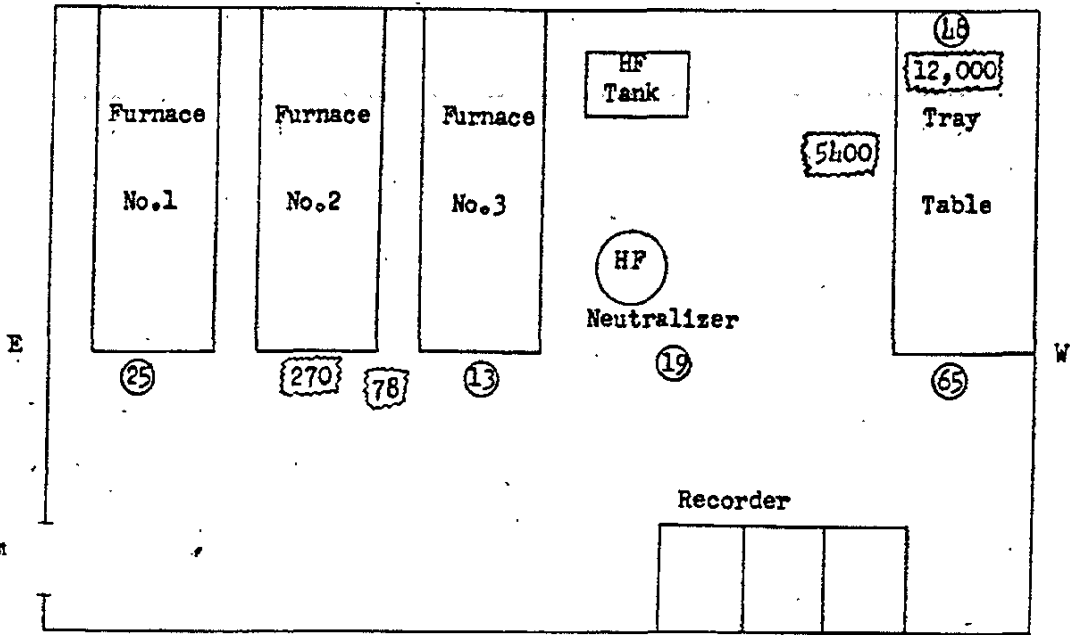 48
12,000
HF
Tank
Furnace
Furnace
Furnace
Tray
5400
No.1
No.2
No.3
Table
HF
Neutralizer
E
W
25
270
78
13
19
65
Recorder